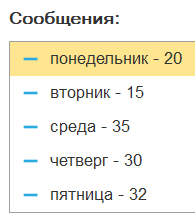 Сообщения:
понедельник - 20
вторник - 15
среда - 35
четверг - 30
пятница - 32